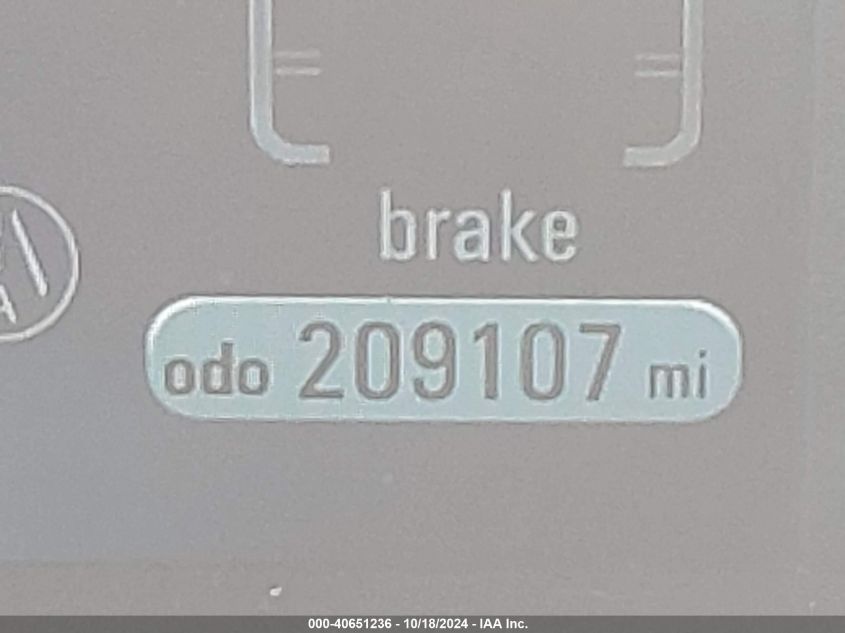 brake
odo 209107 mi
000-40651236 - 10/18/2024 - IAA Inc.